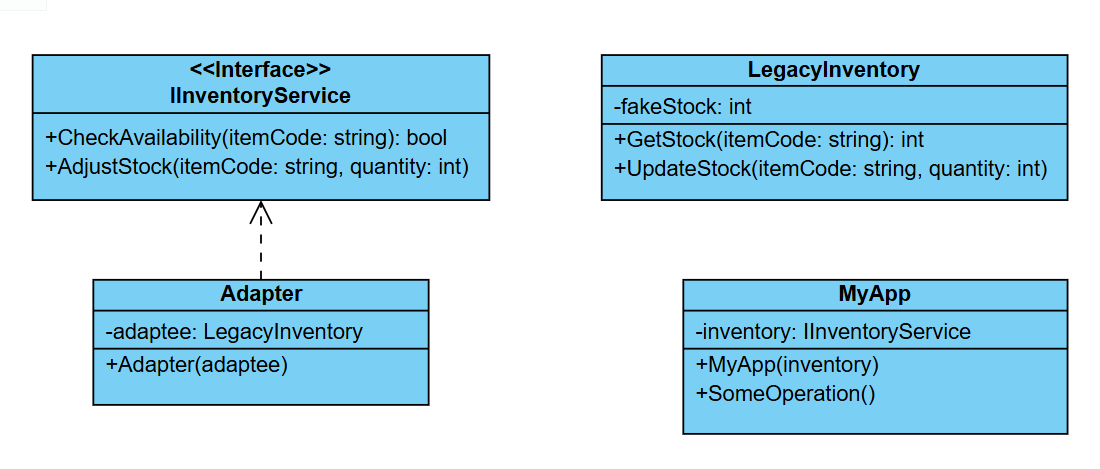 <<Interface>>
IInventoryService
+CheckAvailability(itemCode: string): bool
+AdjustStock(itemCode: string, quantity: int)
LegacyInventory
-fakeStock: int
+GetStock(itemCode: string): int
+UpdateStock(itemCode: string, quantity: int)
Adapter
-adaptee: LegacyInventory
+Adapter(adaptee)
MyApp
-inventory: IInventoryService
+MyApp(inventory)
+SomeOperation()